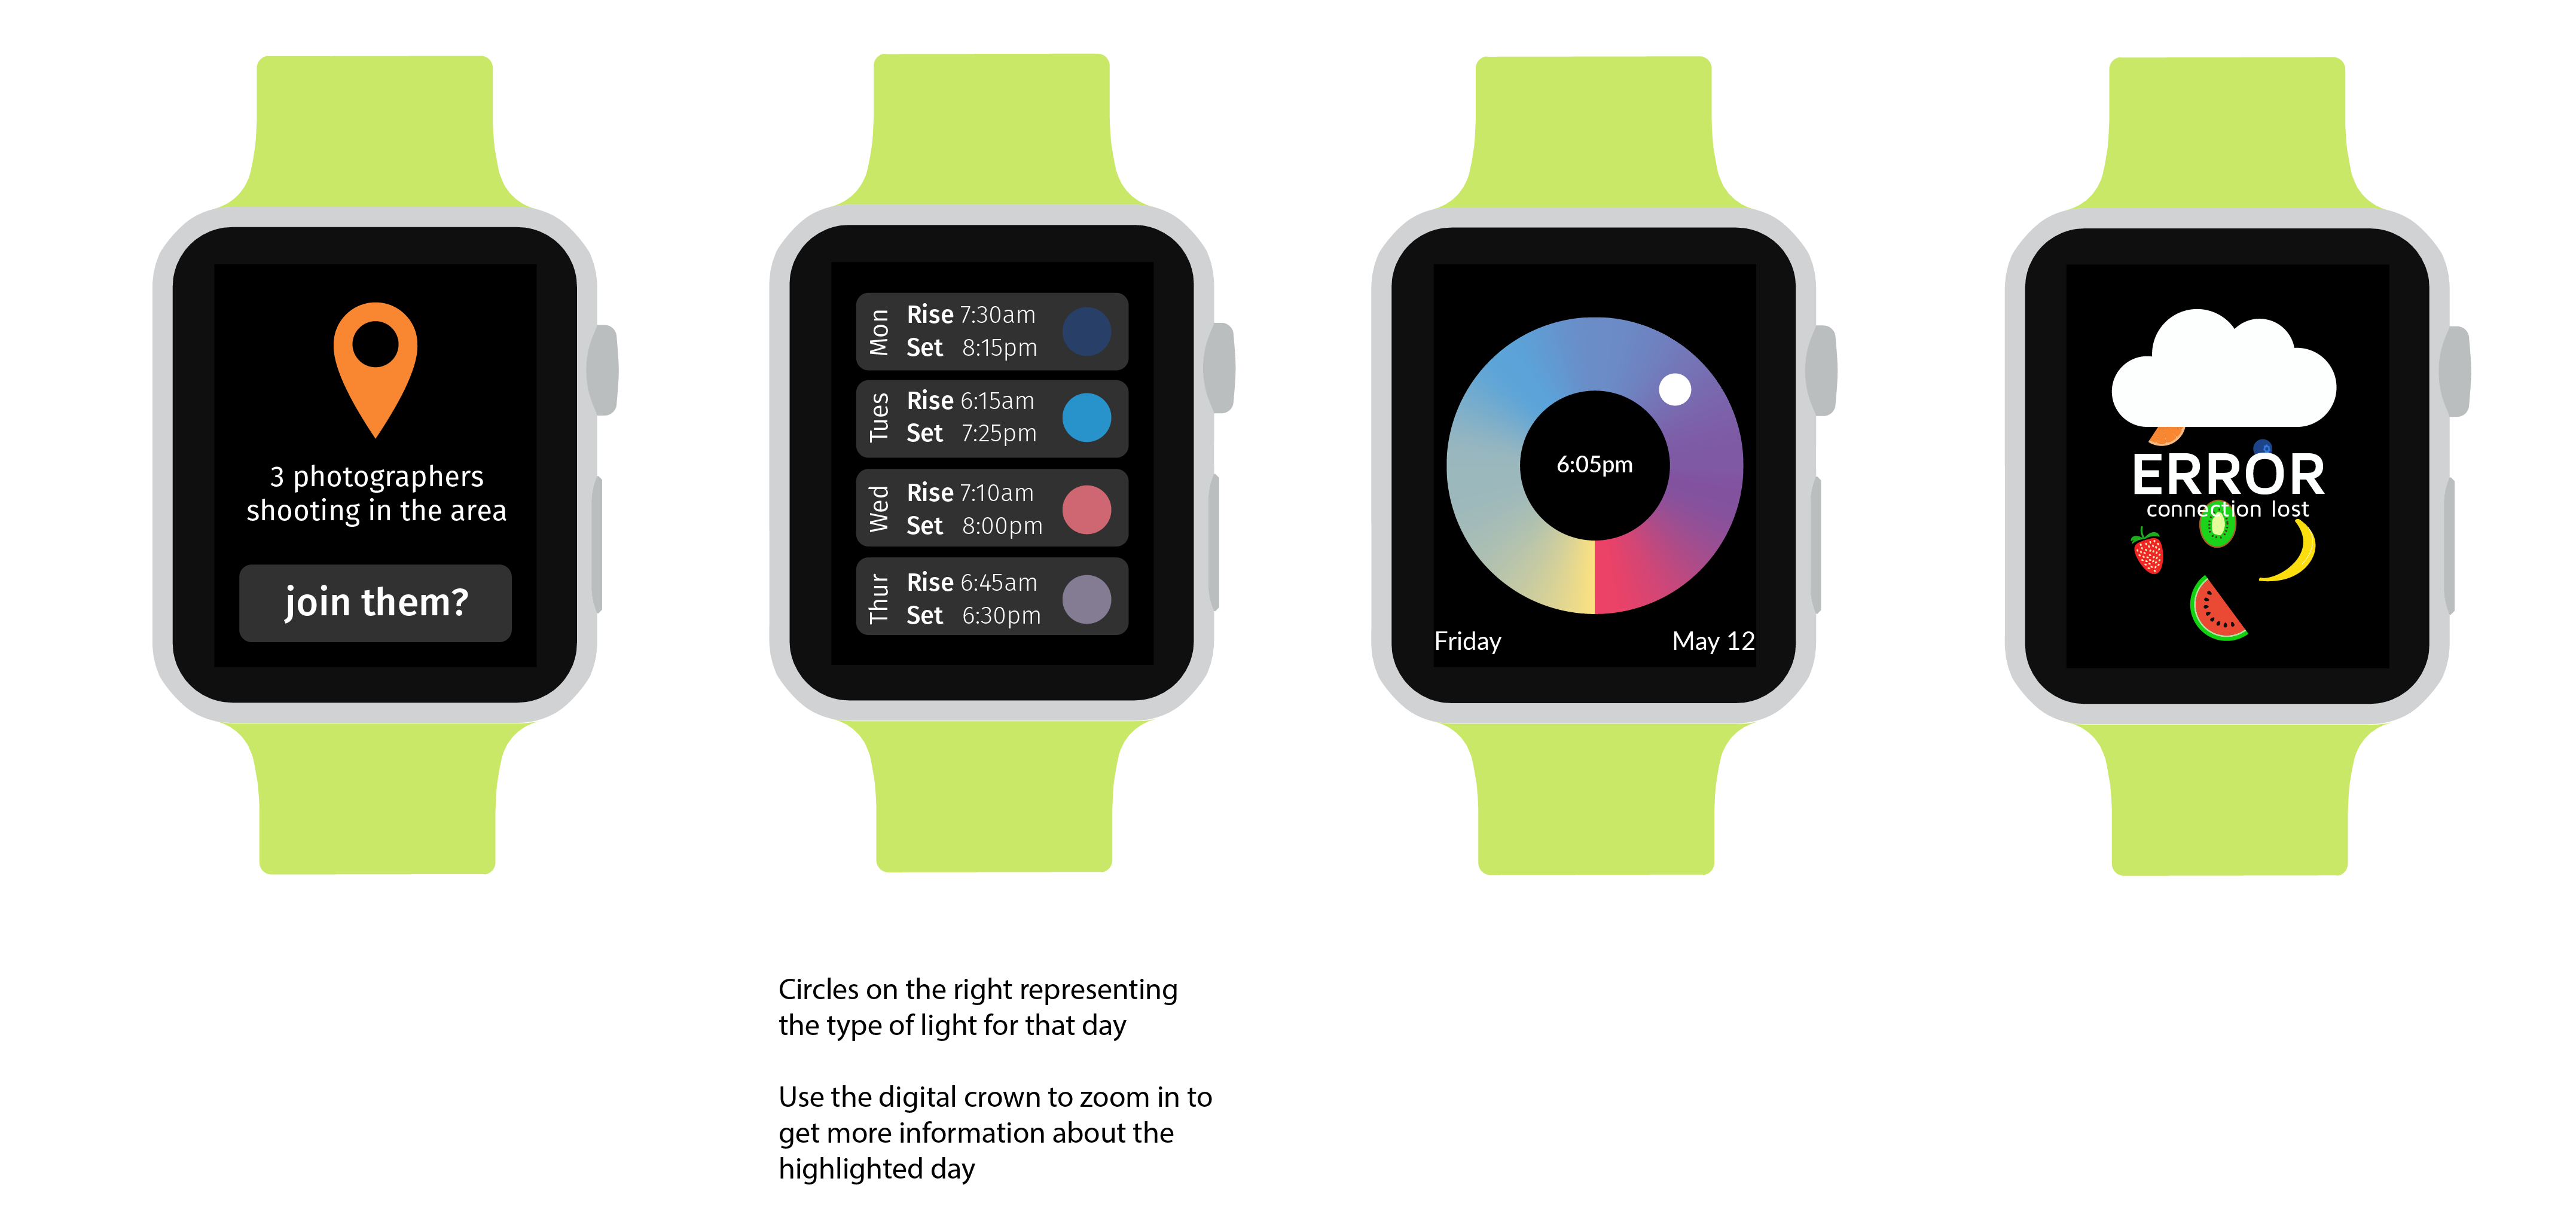 3 photographers
shooting in the area
join them?
Mon
Rise 7:30am
Set 8:15pm
Tues
Rise 6:15am
Set 7:25pm
Wed
Rise 7:10am
Set 8:00pm
Thur
Rise 6:45am
Set 6:30pm
6:05pm
Friday
May 12
ERROR
connection lost
Circles on the right representing
the type of light for that day
Use the digital crown to zoom in to
get more information about the
highlighted day